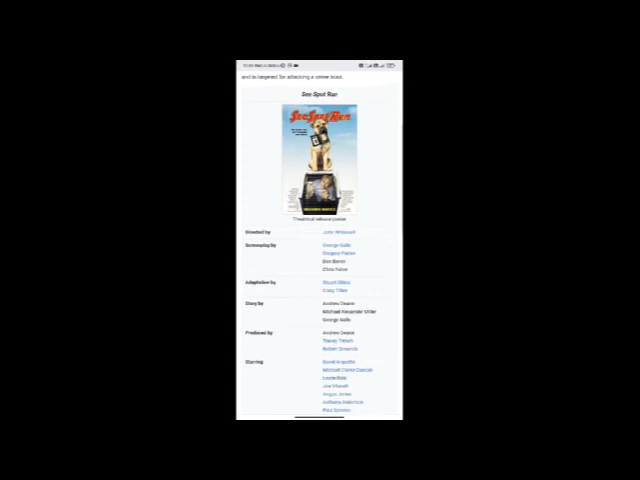 and is targeted for attacking a crime boss.
See Spot Run
See Spot Run
Theatrical release poster
Directed by
John Whitesell
Screenplay by
George Gallo
Gregory Poirier
Dan Baron
Chris Faber
Adaptation by
Stuart Gibbs
Craig Titley
Story by
Andrew Deane
Michael Alexander Miller
George Gallo
Produced by
Andrew Deane
Tracey Trench
Robert Simonds
Starring
David Arquette
Michael Clarke Duncan
Leslie Bibb
Joe Viterelli
Angus Jones
Anthony Anderson
Paul Sorvino